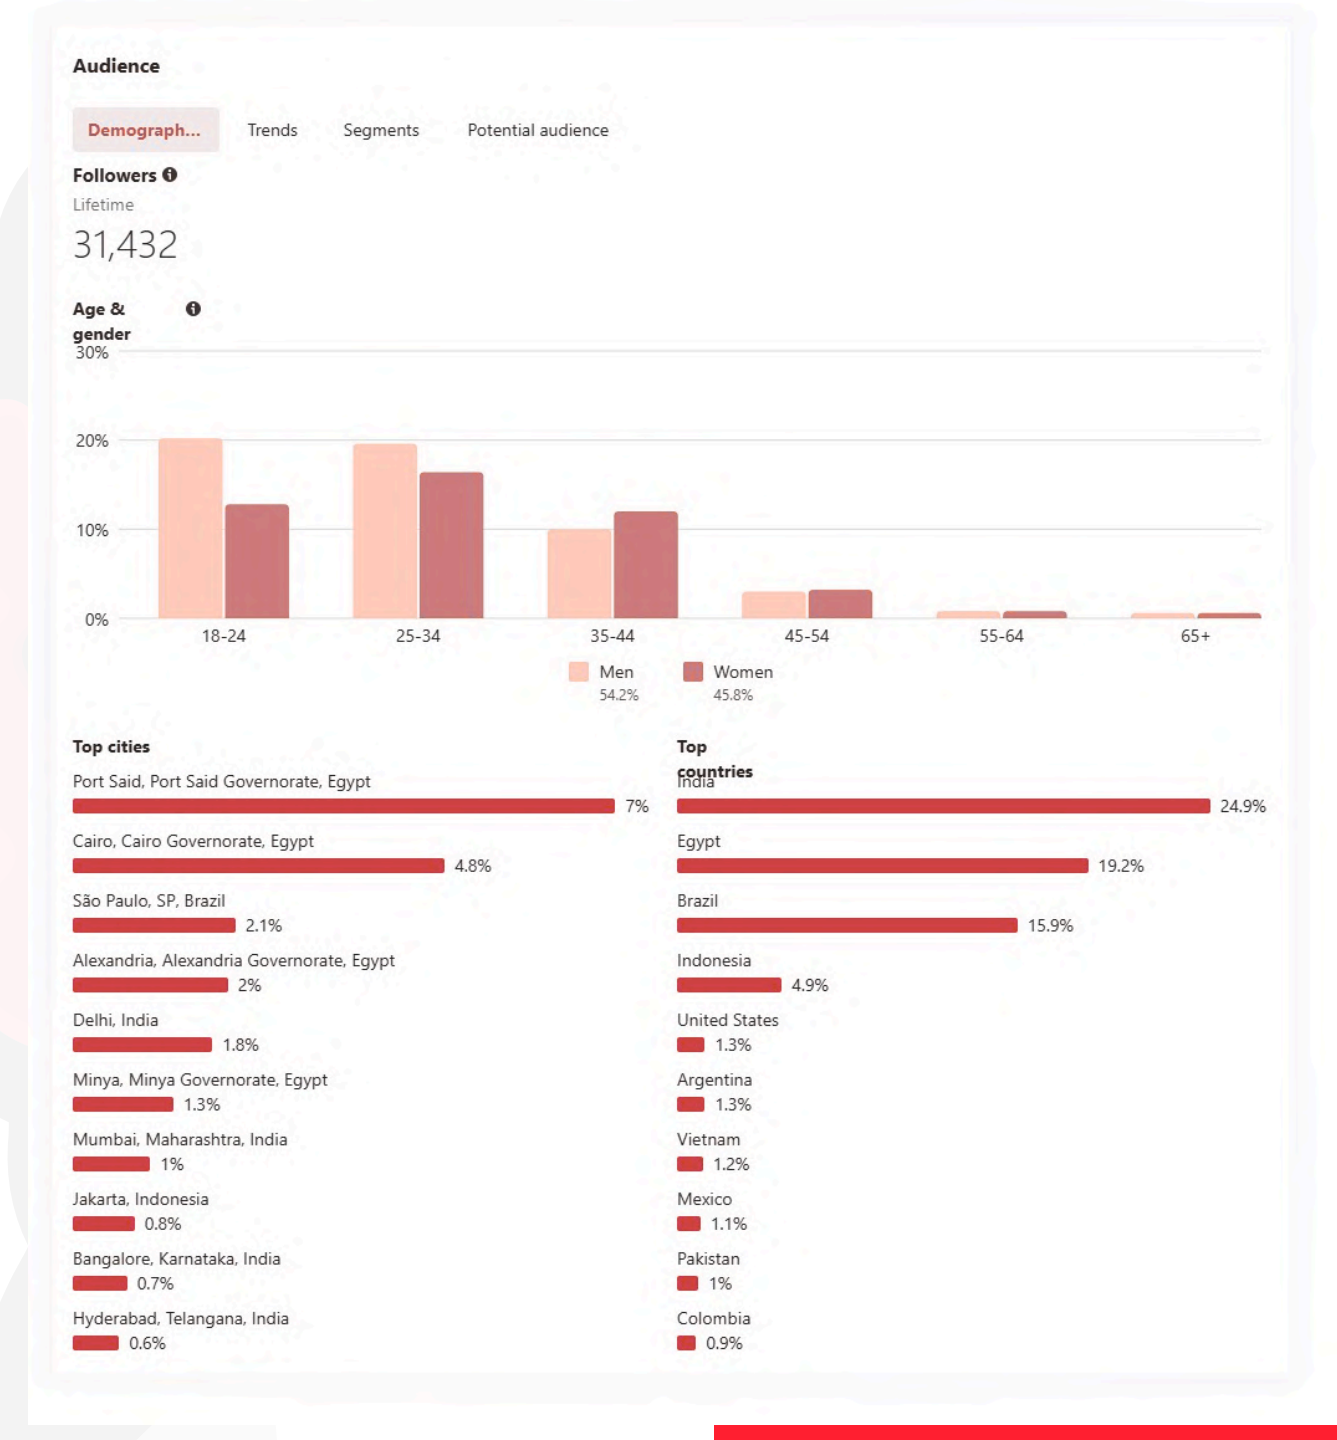 Audience
Demograph...
Trends
Segments
Potential audience
Followers
Lifetime
31,432
Age &
gender
30%
20%
10%
0%
18-24
25-34
35-44
45-54
55-64
65+
Men
54.2%
Women
45.8%
Top cities
Port Said, Port Said Governorate, Egypt
7%
Cairo, Cairo Governorate, Egypt
4.8%
São Paulo, SP, Brazil
2.1%
Alexandria, Alexandria Governorate, Egypt
2%
Delhi, India
1.8%
Minya, Minya Governorate, Egypt
1.3%
Mumbai, Maharashtra, India
1%
Jakarta, Indonesia
0.8%
Bangalore, Karnataka, India
0.7%
Hyderabad, Telangana, India
0.6%
Top
countries
India
24.9%
Egypt
19.2%
Brazil
15.9%
Indonesia
4.9%
United States
1.3%
Argentina
1.3%
Vietnam
1.2%
Mexico
1.1%
Pakistan
1%
Colombia
0.9%